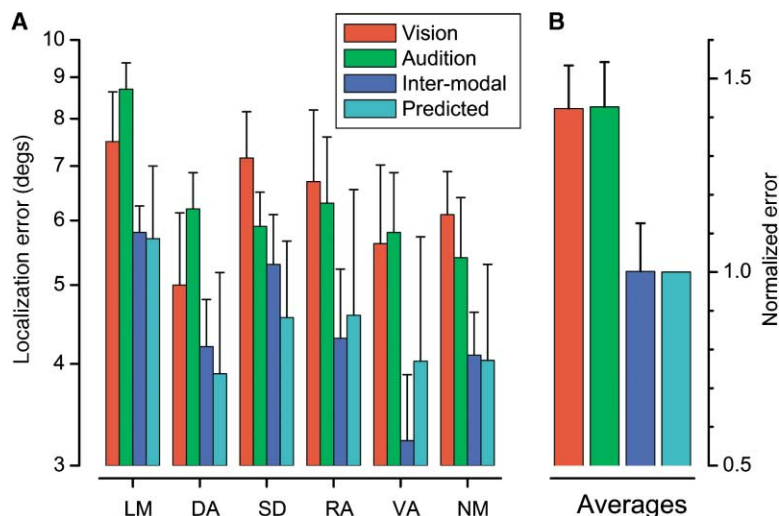 A
B
Vision
Audition
Inter-modal
Predicted
Localization error (degs)
10
9
8
7
6
5
4
3
LM DA SD RA VA NM
Normalized error
1.5
1.0
0.5
Averages